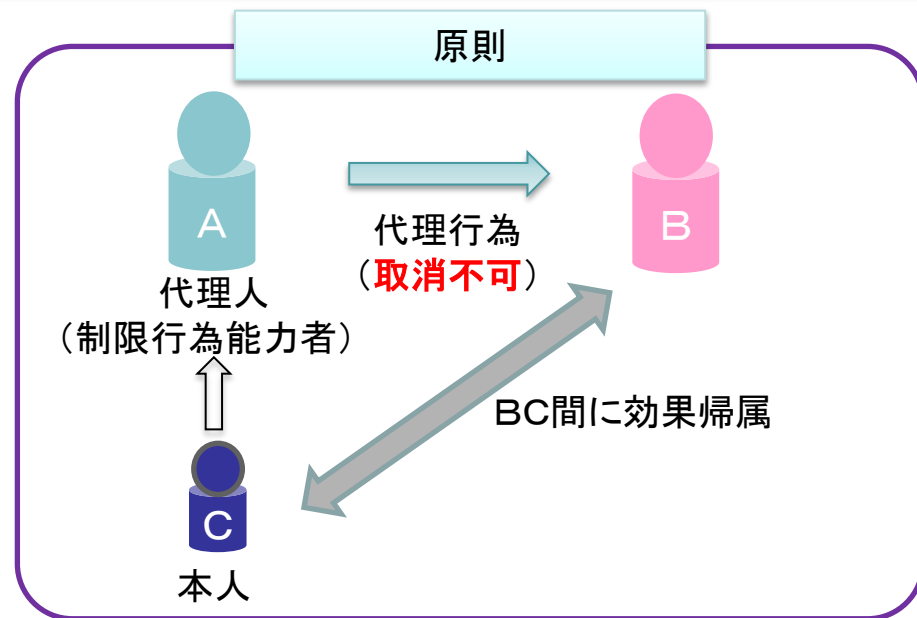 原則
A
B
代理行為
（取消不可）
代理人
（制限行為能力者）
BC間に効果帰属
C
本人